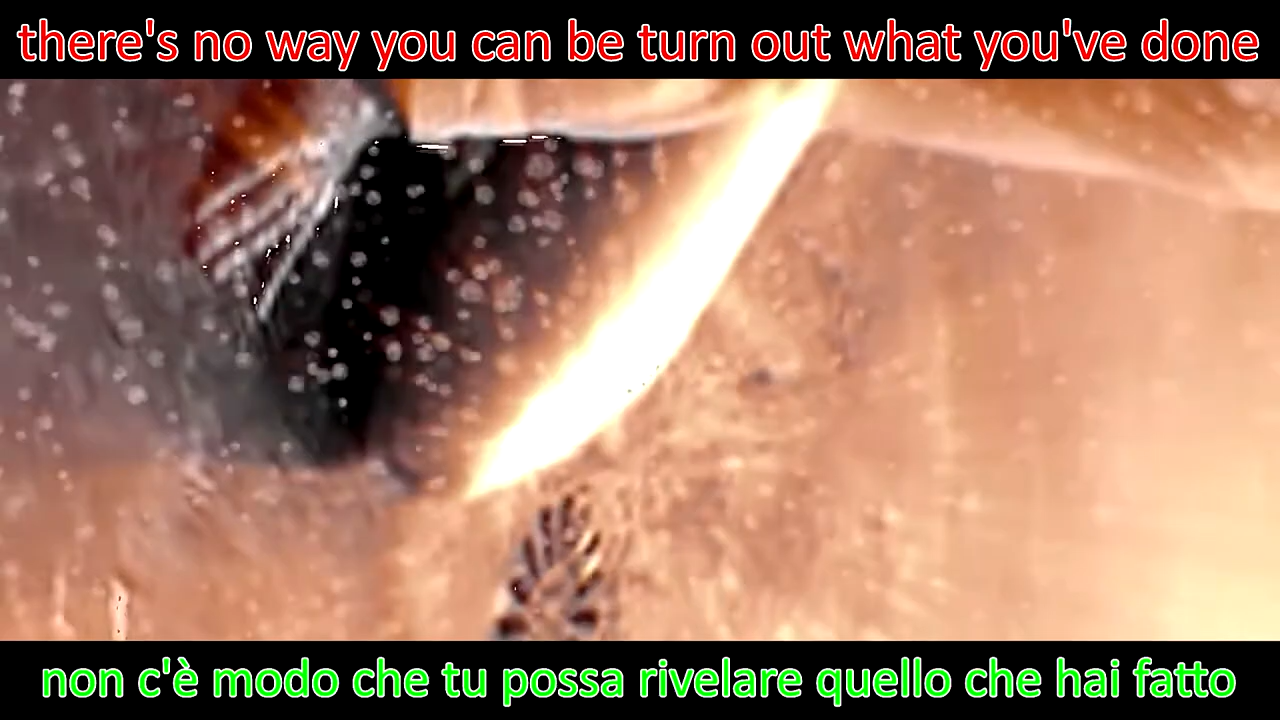 there's no way you can be turn out what you've done
non c'è modo che tu possa rivelare quello che hai fatto